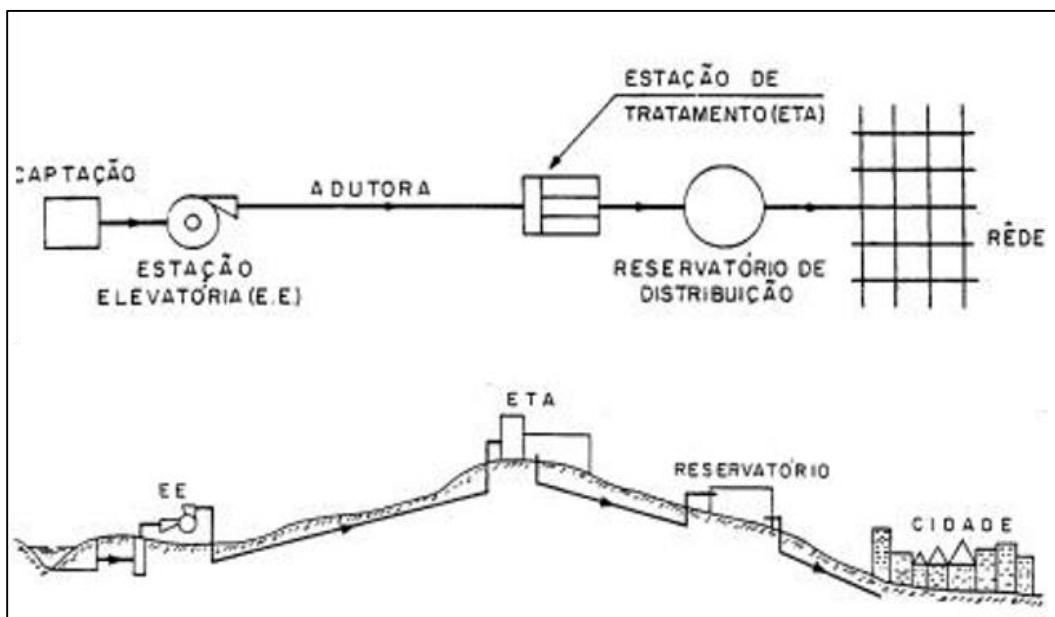 ESTAÇÃO DE
TRATAMENTO(ETA)
CAPTAÇÃO
ADUTORA
ESTAÇÃO
ELEVATÓRIA(E.E)
RESERVATÓRIO DE
DISTRIBUIÇÃO
RÊDE
ETA
EE
RESERVATÓRIO
CIDADE